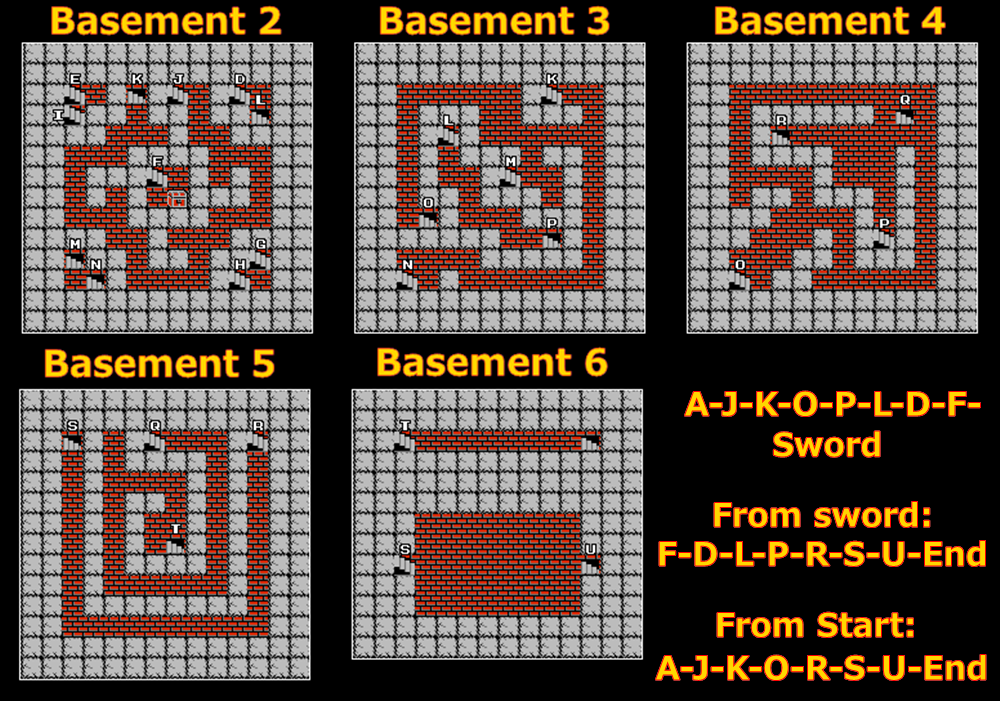 Basement 2
Basement 3
Basement 4
E
K
J
D
L
I
F
M
N
G
H
K
L
M
O
P
N
Q
R
P
O
Basement 5
Basement 6
S
Q
R
T
T
S
U
A-J-K-O-P-L-D-F-
Sword
From sword:
F-D-L-P-R-S-U-End
From Start:
A-J-K-O-R-S-U-End